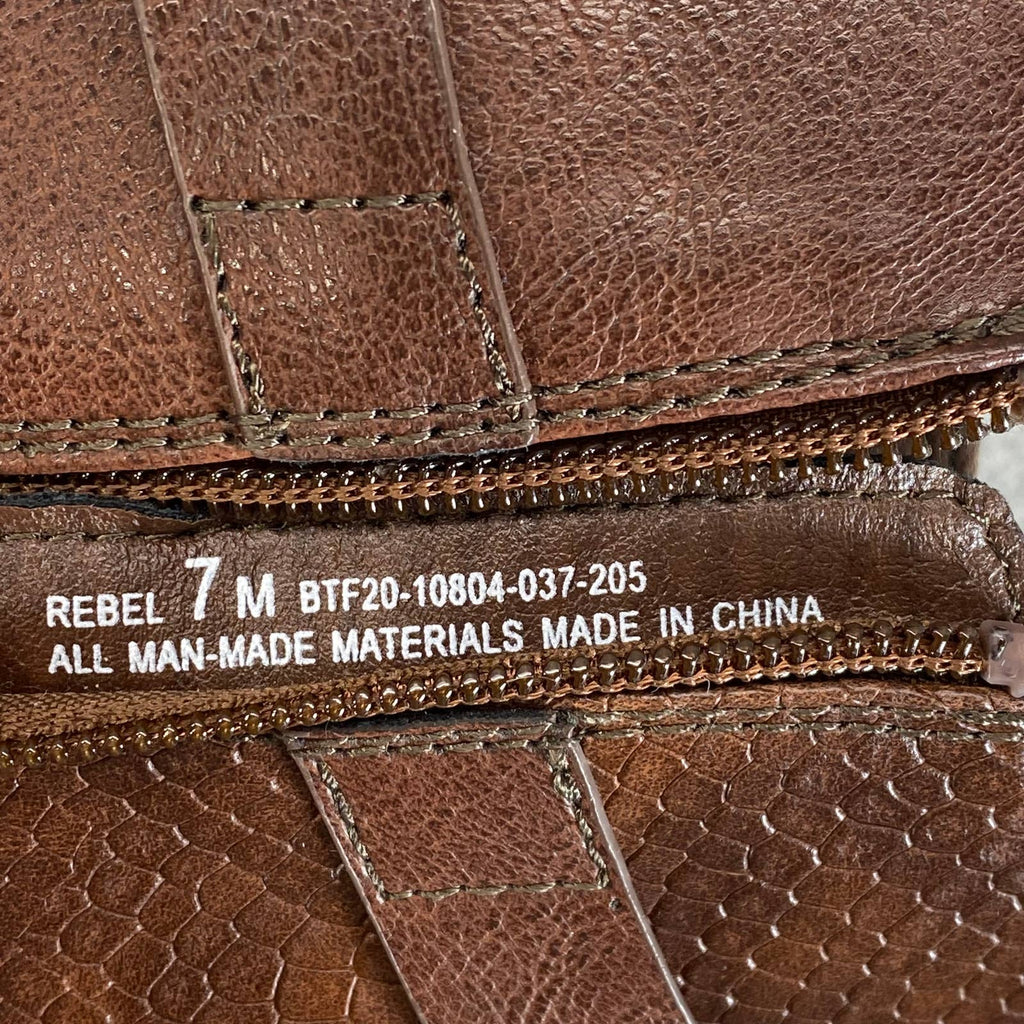 REBEL 7 M BTF20-10804-037-205
ALL MAN-MADE MATERIALS MADE IN CHINA